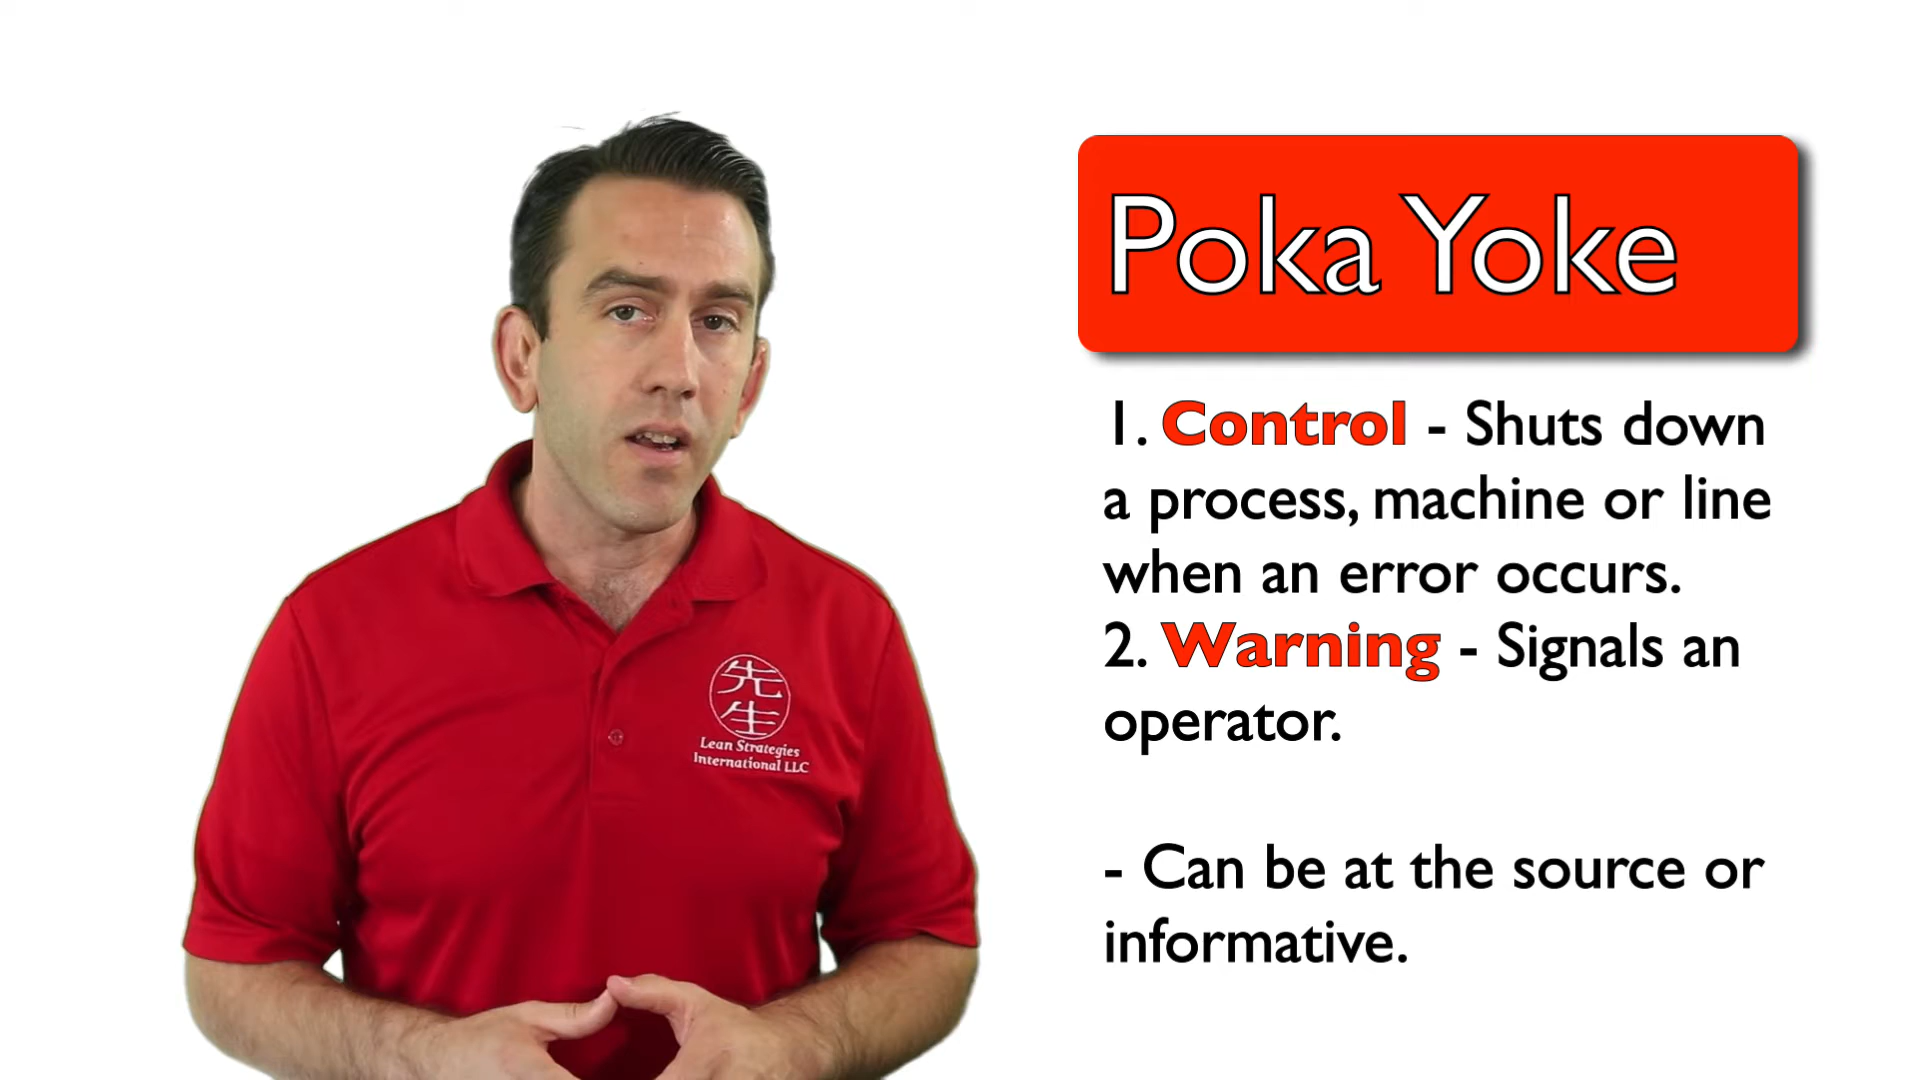 Poka Yoke
1. Control - Shuts down
a process, machine or line
when an error occurs.
2. Warning - Signals an
operator.
- Can be at the source or
informative.
先
生
Lean Strategies
International LLC